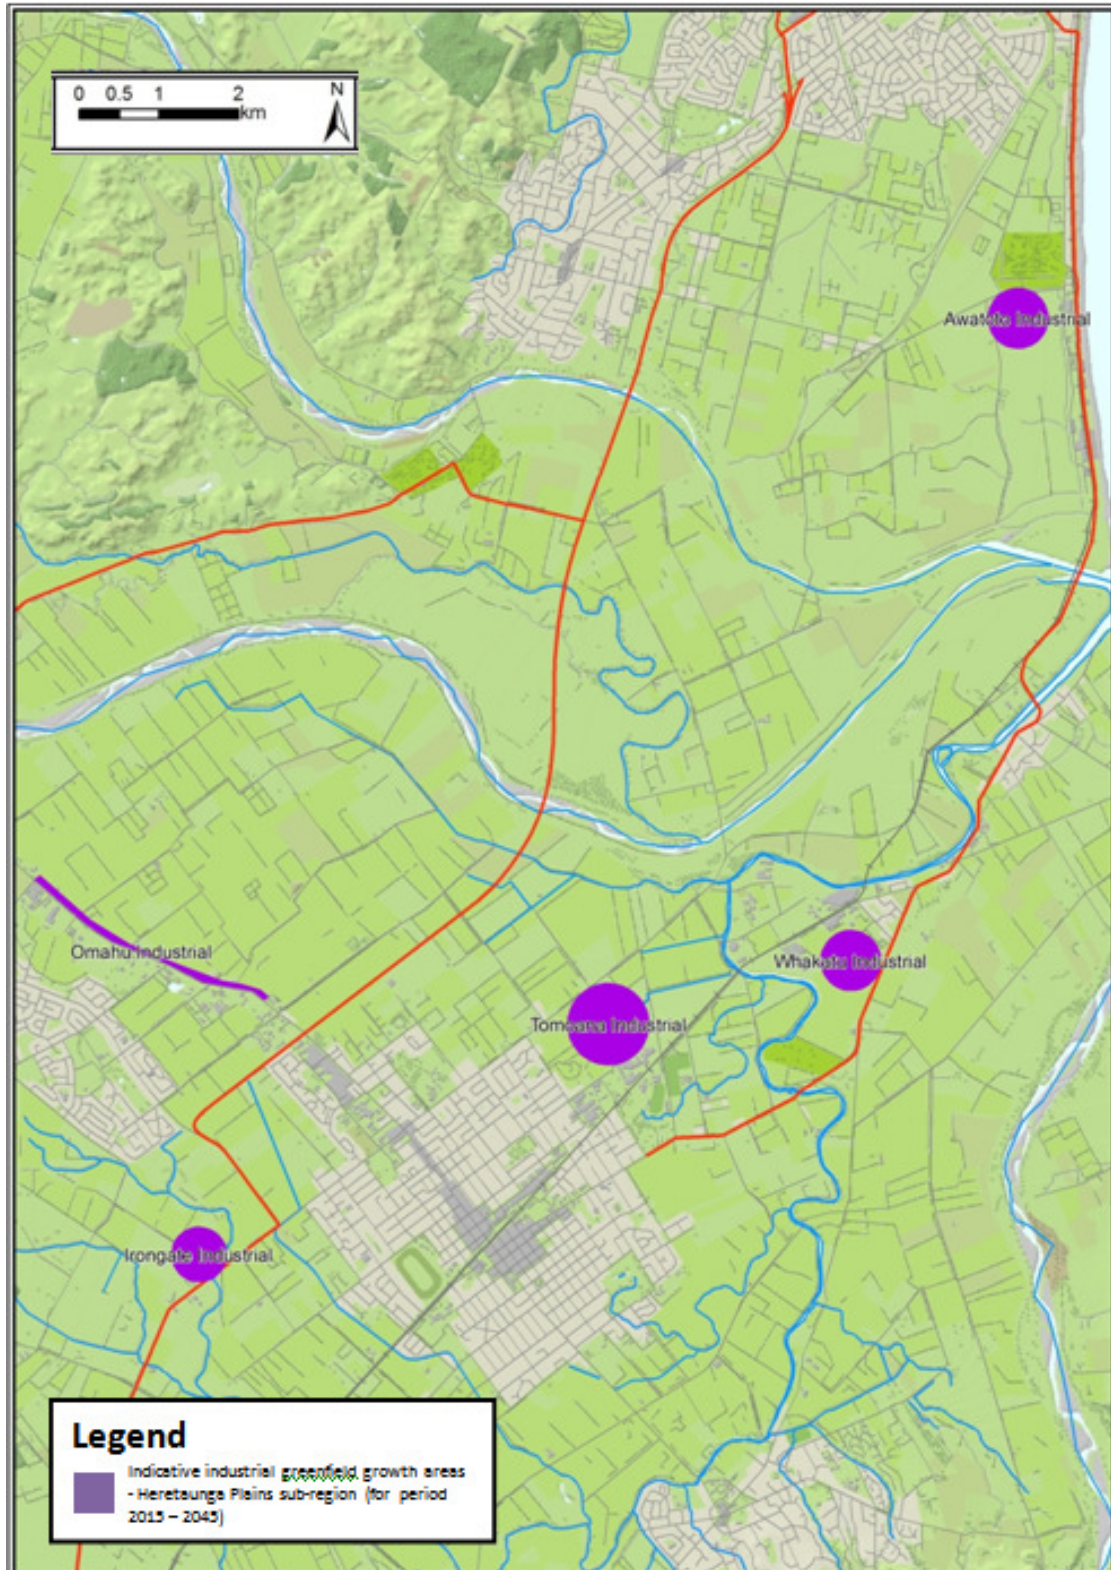 0 0.5 1 2
km
N
Awatoto Industrial
Omahu Industrial
Whakatu Industrial
Tomoana Industrial
Irongate Industrial
Legend
Indicative industrial greenfield growth areas
- Heretaunga Plains sub-region (for period
2015 – 2045)